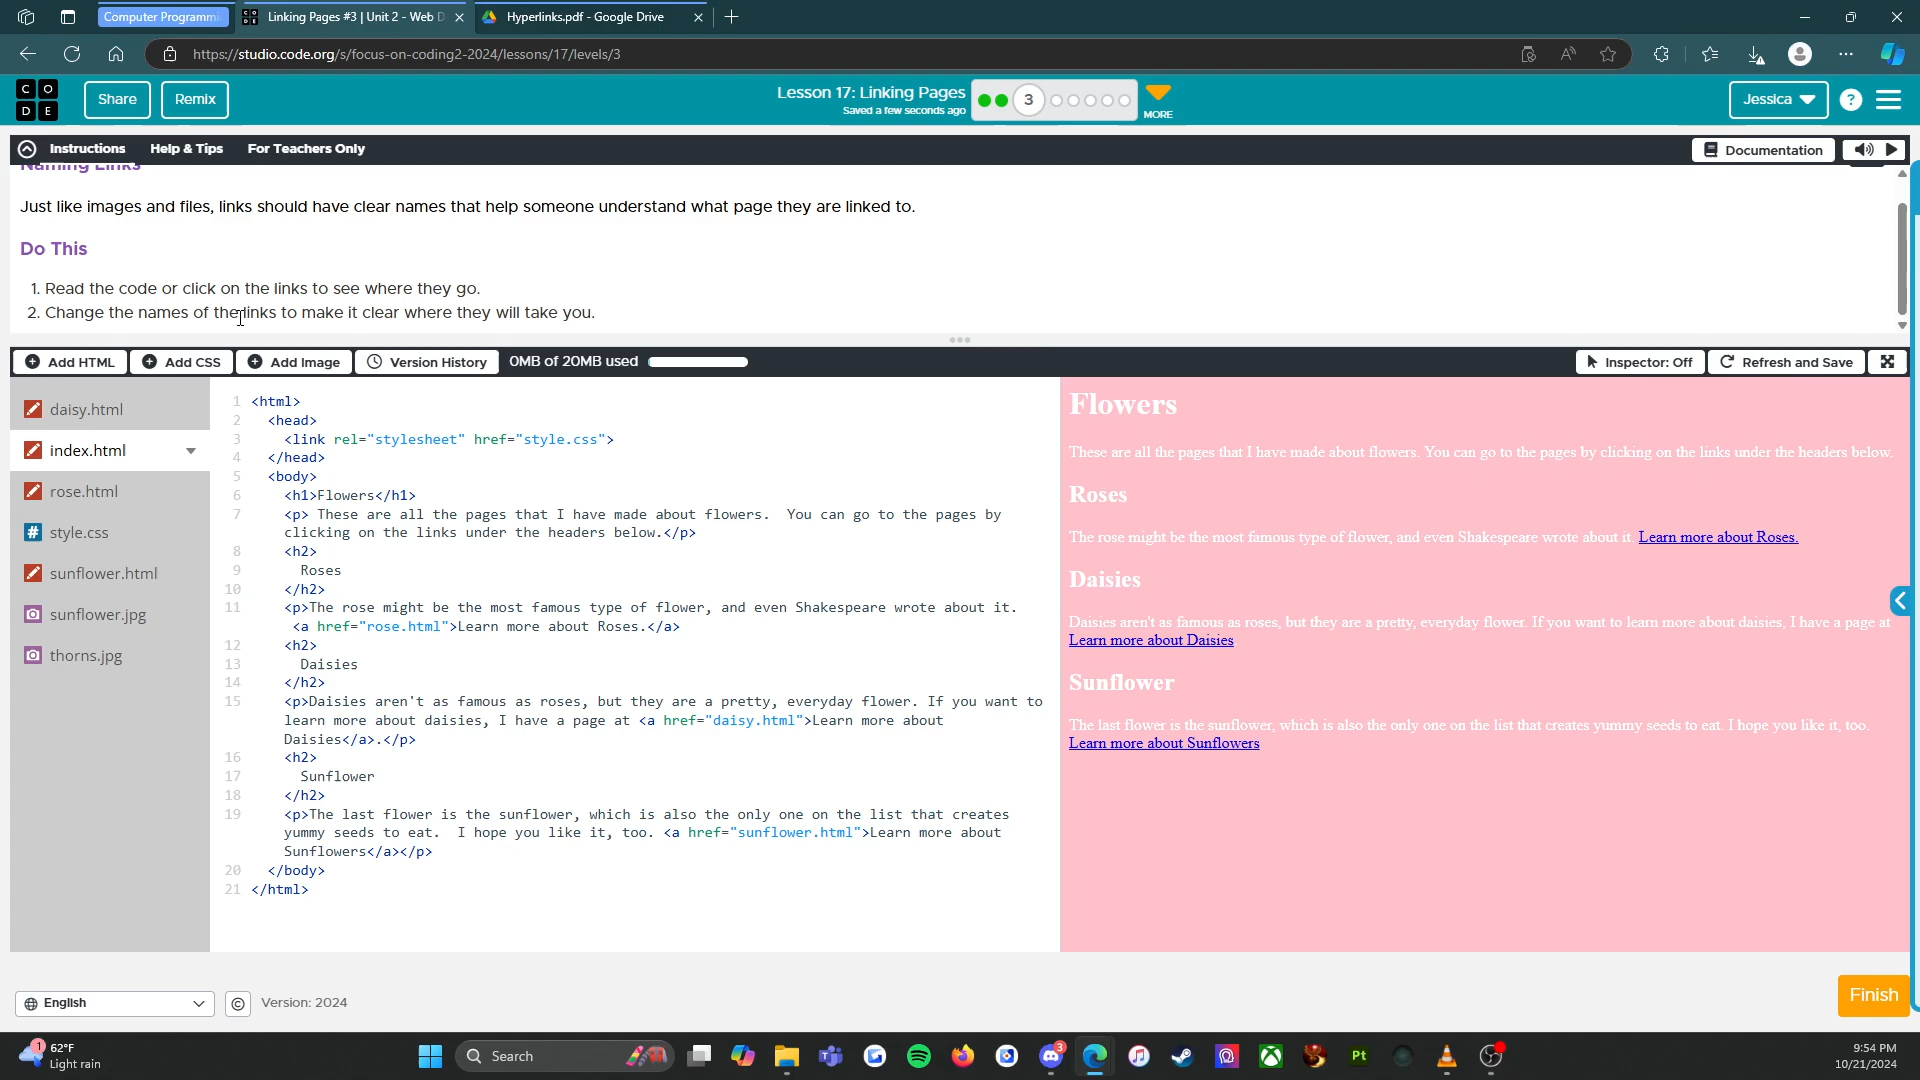 Computer Programmi
Linking Pages #3 | Unit 2 - Web D
Hyperlinks.pdf - Google Drive
https://studio.code.org/s/focus-on-coding2-2024/lessons/17/levels/3
C O D E
Share
Remix
Lesson 17: Linking Pages
Saved a few seconds ago
3
MORE
Jessica
?
Instructions
Help & Tips
For Teachers Only
Documentation
Naming Links
Just like images and files, links should have clear names that help someone understand what page they are linked to.
Do This
1. Read the code or click on the links to see where they go.
2. Change the names of the links to make it clear where they will take you.
Add HTML
Add CSS
Add Image
Version History
0MB of 20MB used
Inspector: Off
Refresh and Save
daisy.html
index.html
rose.html
# style.css
sunflower.html
sunflower.jpg
thorns.jpg
1 <html>
2 <head>
3 <link rel="stylesheet" href="style.css">
4 </head>
5 <body>
6 <h1>Flowers</h1>
7 <p> These are all the pages that I have made about flowers.  You can go to the pages by
clicking on the links under the headers below.</p>
8 <h2>
9 Roses
10 </h2>
11 <p>The rose might be the most famous type of flower, and even Shakespeare wrote about it.
<a href="rose.html">Learn more about Roses.</a>
12 <h2>
13 Daisies
14 </h2>
15 <p>Daisies aren't as famous as roses, but they are a pretty, everyday flower. If you want to
learn more about daisies, I have a page at <a href="daisy.html">Learn more about
Daisies</a>.</p>
16 <h2>
17 Sunflower
18 </h2>
19 <p>The last flower is the sunflower, which is also the only one on the list that creates
yummy seeds to eat.  I hope you like it, too. <a href="sunflower.html">Learn more about
Sunflowers</a></p>
20 </body>
21 </html>
Flowers
These are all the pages that I have made about flowers. You can go to the pages by clicking on the links under the headers below.
Roses
The rose might be the most famous type of flower, and even Shakespeare wrote about it. Learn more about Roses.
Daisies
Daisies aren't as famous as roses, but they are a pretty, everyday flower. If you want to learn more about daisies, I have a page at
Learn more about Daisies
Sunflower
The last flower is the sunflower, which is also the only one on the list that creates yummy seeds to eat. I hope you like it, too.
Learn more about Sunflowers
Finish
English
©
Version: 2024
1
62°F
Light rain
Search
3
Pt
9:54 PM
10/21/2024